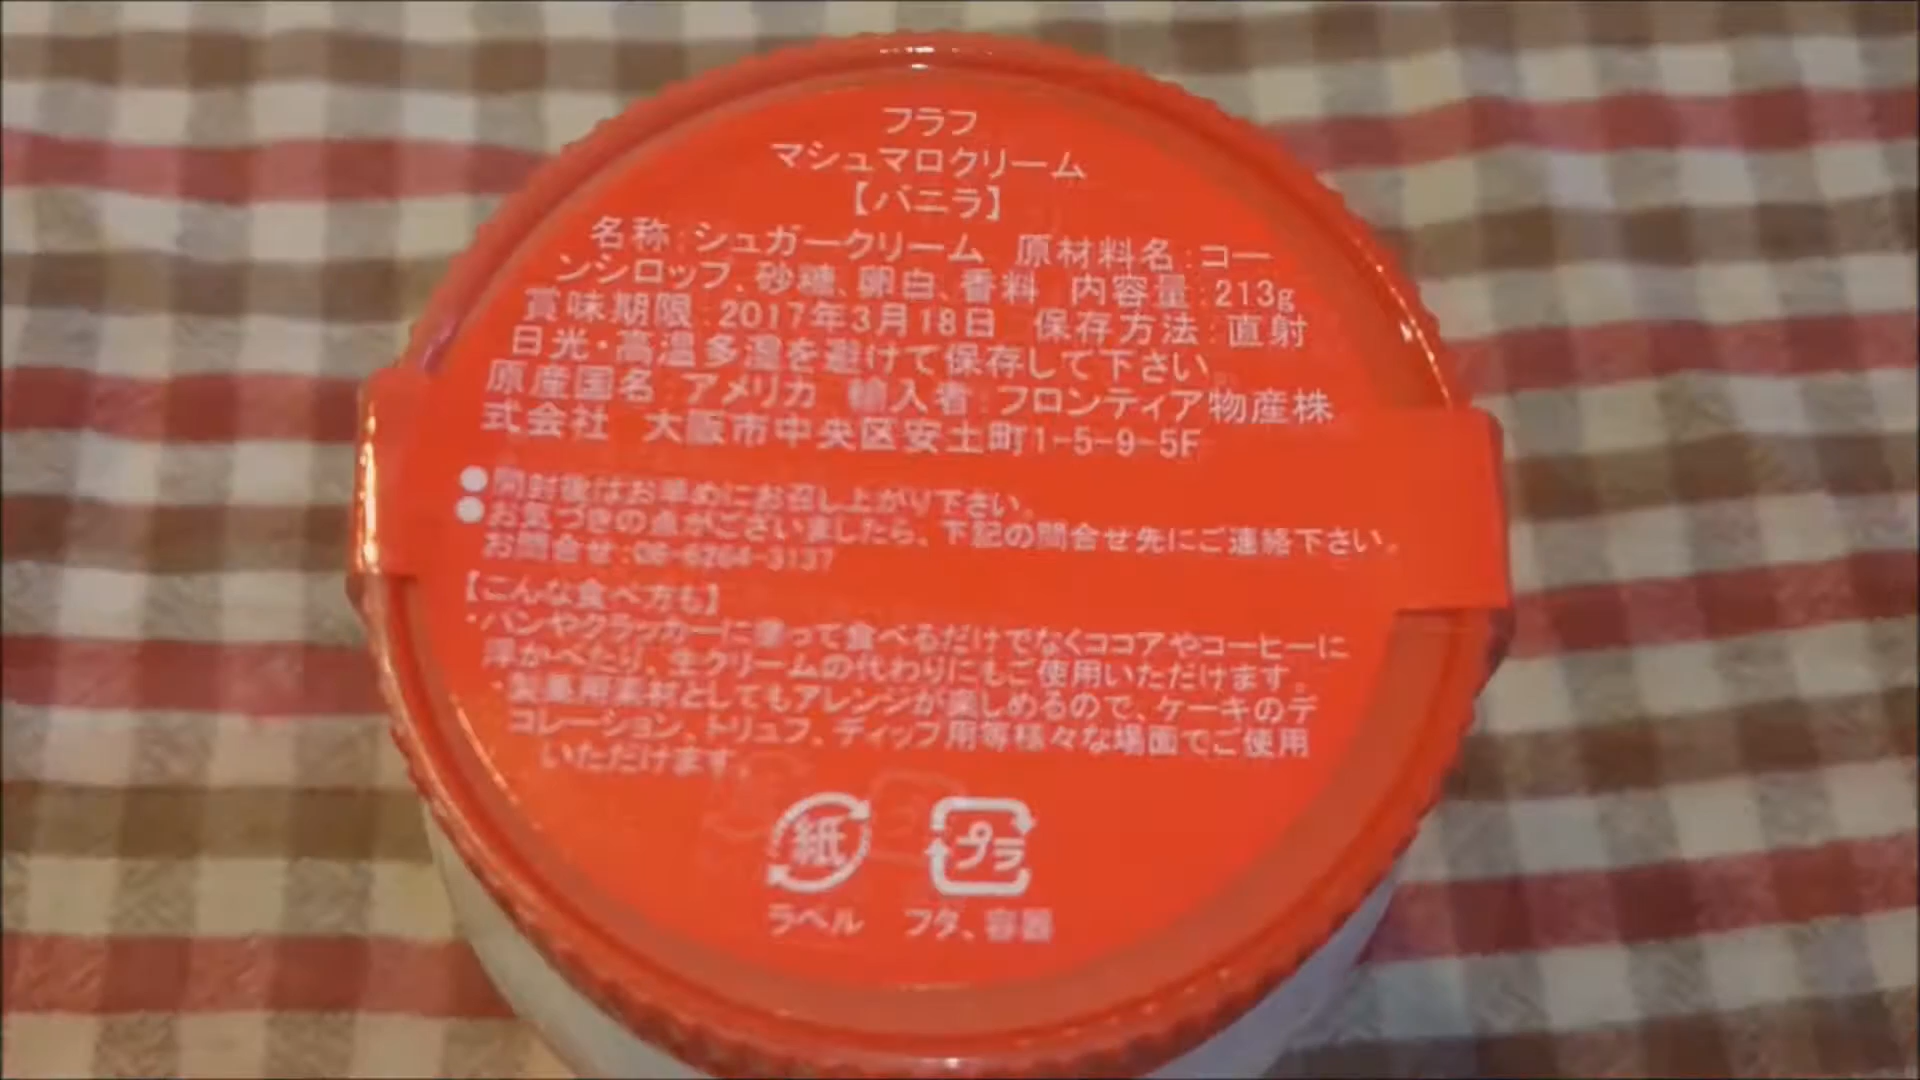 フラフ
マシュマロクリーム
【バニラ】
名称:シュガークリーム 原材料名:コー
ンシロップ、砂糖、卵白、香料 内容量:213g
賞味期限:2017年3月18日 保存方法:直射
日光・高温多湿を避けて保存して下さい。
原産国名:アメリカ 輸入者:フロンティア物産株
式会社 大阪市中央区安土町1-5-9-5F
●開封後はお早めにお召し上がり下さい。
●お気づきの点がございましたら、下記の問合せ先にご連絡下さい。
お問合せ:06-6264-3137
【こんな食べ方も】
・パンやクラッカーに塗って食べるだけでなくココアやコーヒーに
浮かべたり、生クリームの代わりにもご使用いただけます。
・製菓用素材としてもアレンジが楽しめるので、ケーキのデ
コレーション、トリュフ、ディップ用等様々な場面でご使用
いただけます。
紙 プラ
ラベル フタ、容器